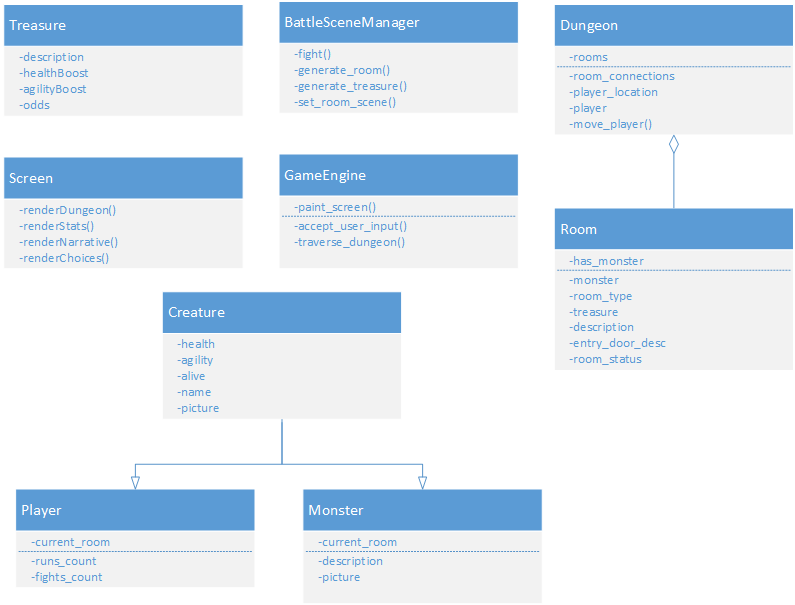 Treasure
-description
-healthBoost
-agilityBoost
-odds
BattleSceneManager
-fight()
-generate_room()
-generate_treasure()
-set_room_scene()
Dungeon
-rooms
-room_connections
-player_location
-player
-move_player()
Screen
-renderDungeon()
-renderStats()
-renderNarrative()
-renderChoices()
GameEngine
-paint_screen()
-accept_user_input()
-traverse_dungeon()
Room
-has_monster
-monster
-room_type
-treasure
-description
-entry_door_desc
-room_status
Creature
-health
-agility
-alive
-name
-picture
Player
-current_room
-runs_count
-fights_count
Monster
-current_room
-description
-picture